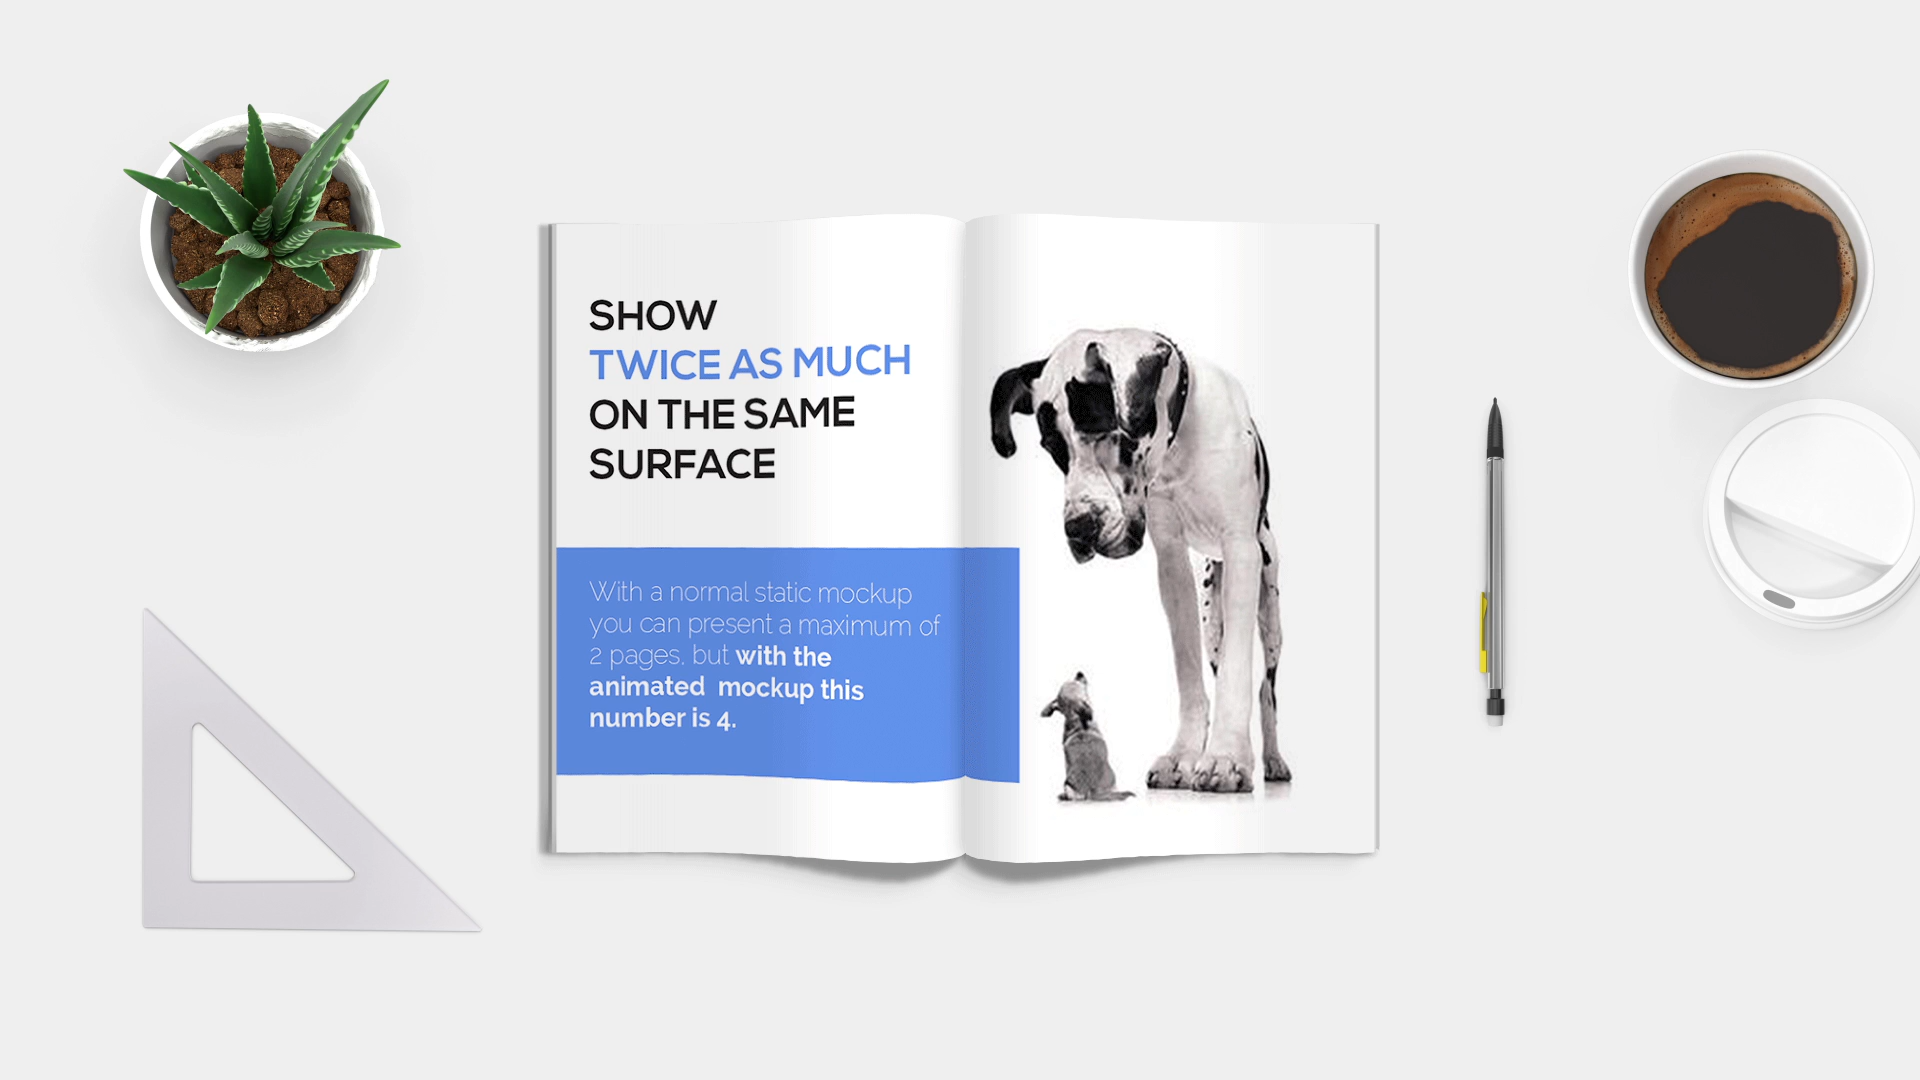 SHOW
TWICE AS MUCH
ON THE SAME
SURFACE
With a normal static mockup
you can present a maximum of
2 pages, but with the
animated mockup this
number is 4.